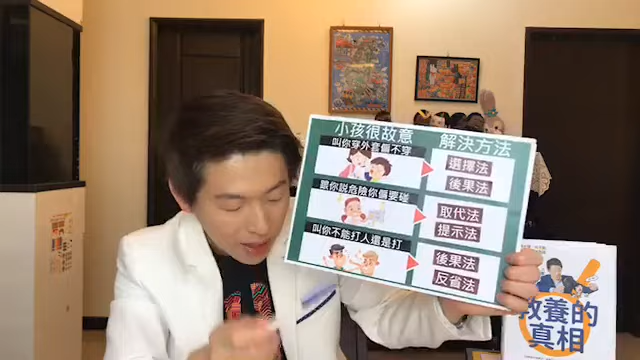 小孩很故意
解決方法
叫你穿外套偏不穿
選擇法
後果法
跟你説危險你偏要碰
取代法
提示法
叫你不能打人還是打
後果法
反省法
教養的
真相